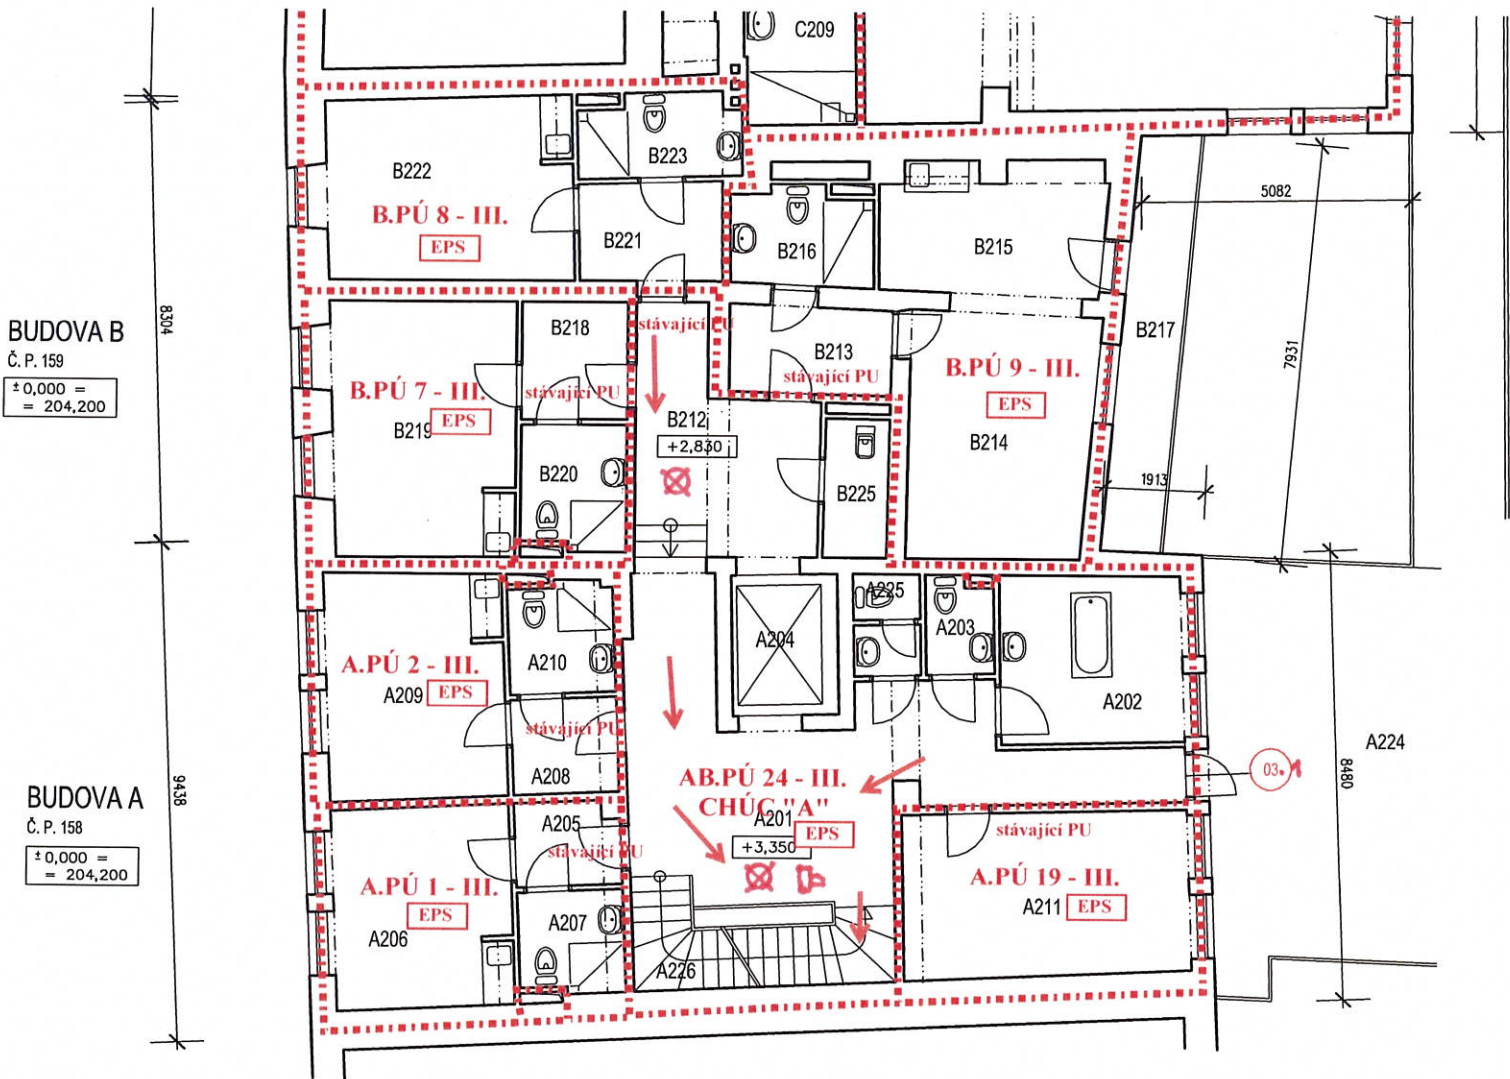 C209
B222
B223
5082
B.PÚ 8 - III.
EPS
B221
B216
B215
8304
BUDOVA B
Č. P. 159
±0,000 =
= 204,200
B218
stávající PU
B217
B213
7931
B.PÚ 7 - III.
EPS
B219
stávající PU
stávající PU
B.PÚ 9 - III.
EPS
B212
+2,830
B214
B220
B225
1913
A225
A203
A204
A.PÚ 2 - III.
A209
EPS
A210
A202
stávající PU
A224
A208
AB.PÚ 24 - III.
CHÚC "A"
A201
EPS
+3,350
03.1
8480
9438
BUDOVA A
Č. P. 158
±0,000 =
= 204,200
A205
stávající PU
stávající PU
A.PÚ 1 - III.
EPS
A.PÚ 19 - III.
A211
EPS
A206
A207
A226